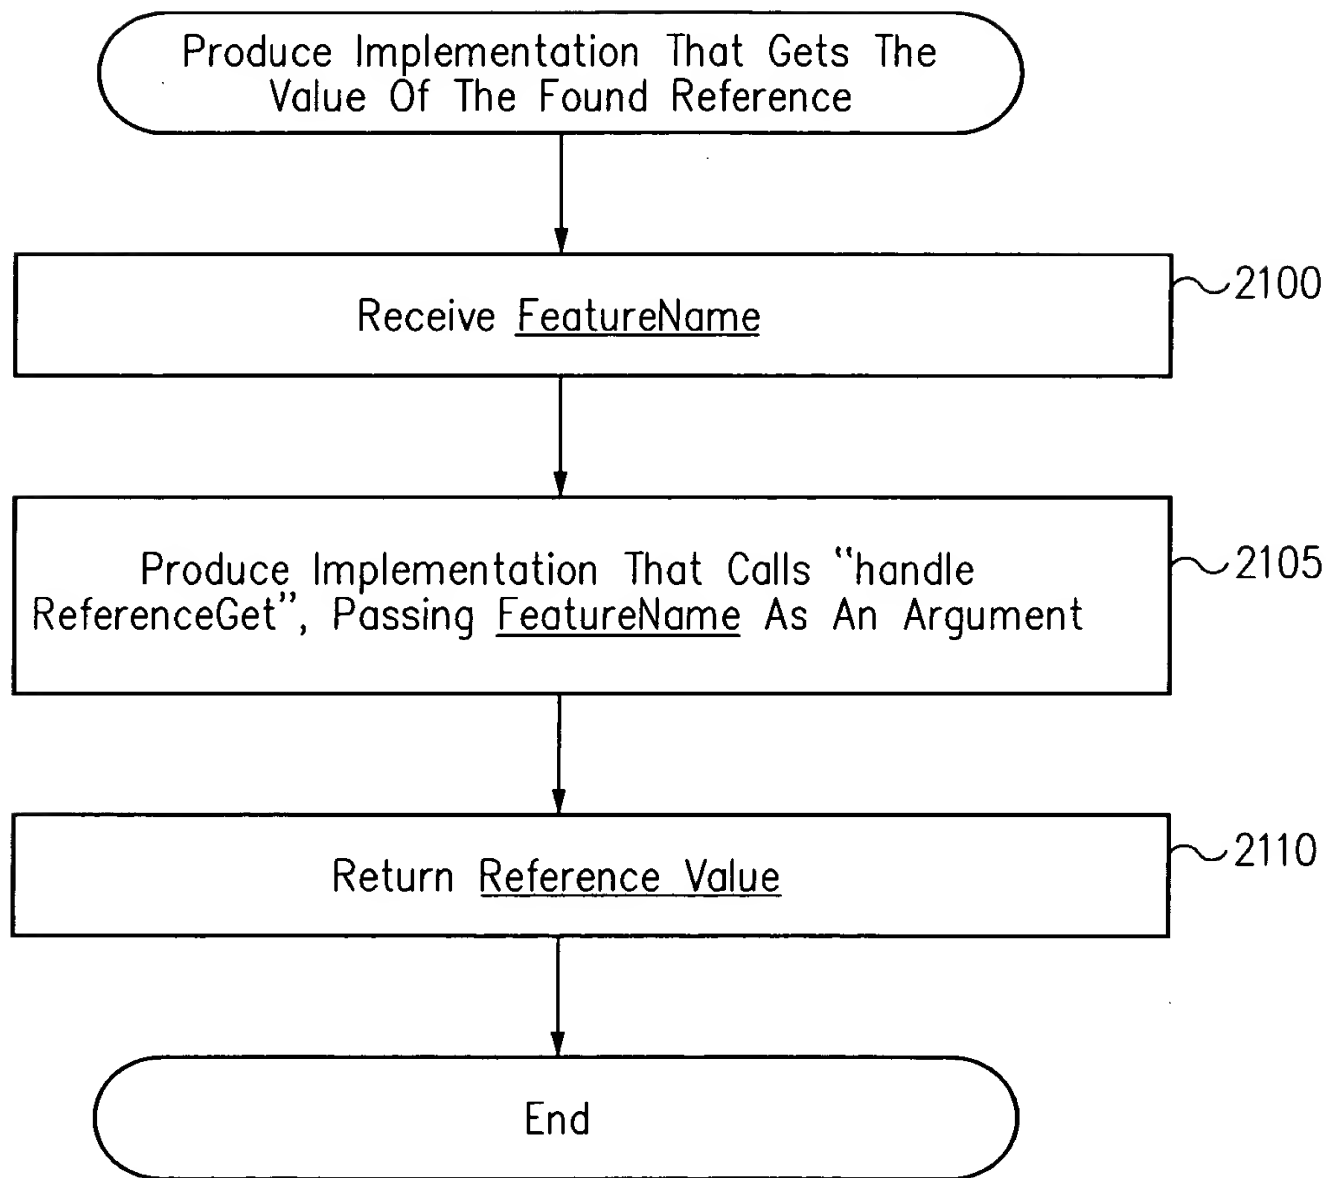 Produce Implementation That Gets The
Value Of The Found Reference
Receive FeatureName
2100
Produce Implementation That Calls “handle
ReferenceGet”, Passing FeatureName As An Argument
2105
Return Reference Value
2110
End